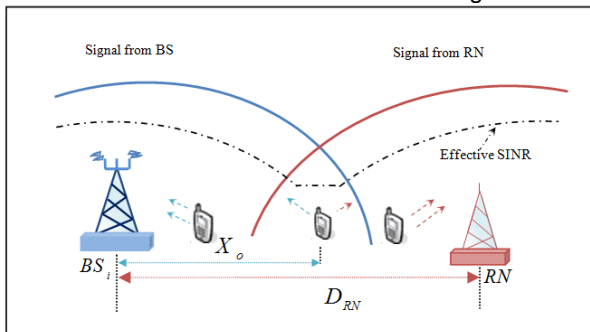 Signal from BS
Signal from RN
Effective SINR
X_o
BS_i
RN
D_RN